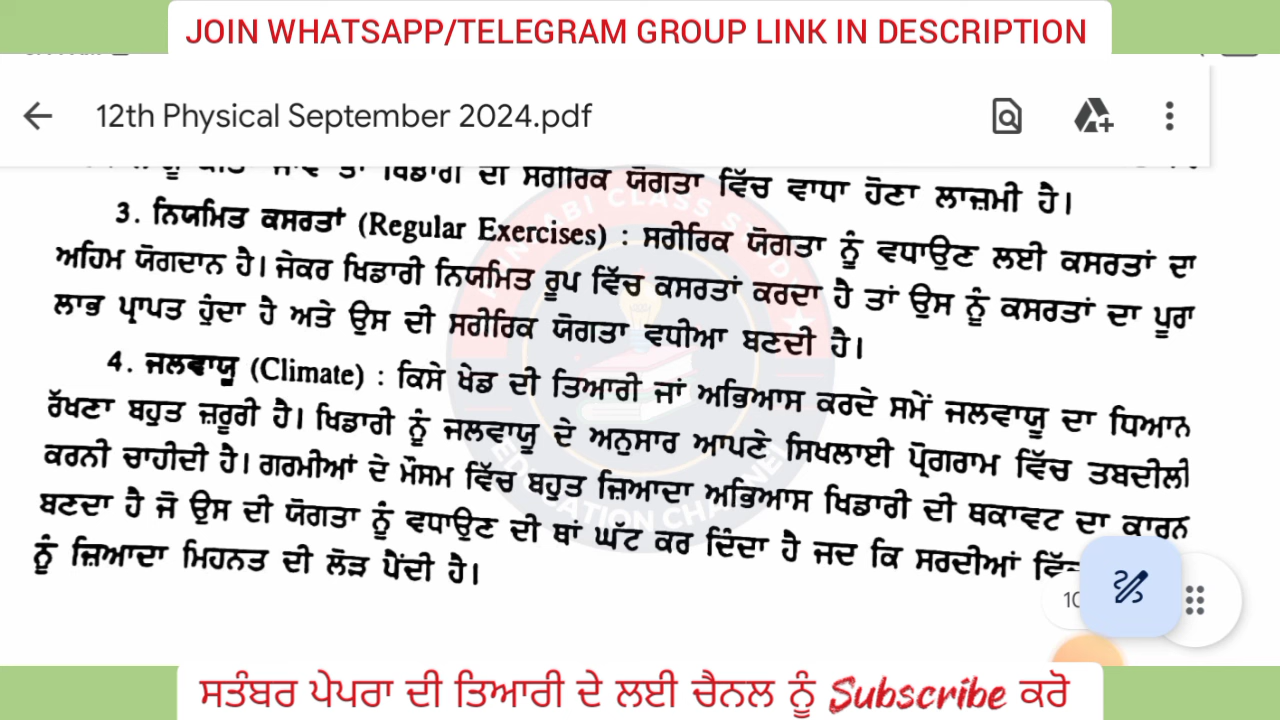 JOIN WHATSAPP/TELEGRAM GROUP LINK IN DESCRIPTION
12th Physical September 2024.pdf
ਤਾਂ ਖਿਡਾਰੀ ਦੀ ਸਰੀਰਿਕ ਯੋਗਤਾ ਵਿੱਚ ਵਾਧਾ ਹੋਣਾ ਲਾਜ਼ਮੀ ਹੈ।
3. ਨਿਯਮਿਤ ਕਸਰਤਾਂ (Regular Exercises) : ਸਰੀਰਿਕ ਯੋਗਤਾ ਨੂੰ ਵਧਾਉਣ ਲਈ ਕਸਰਤਾਂ ਦਾ
ਅਹਿਮ ਯੋਗਦਾਨ ਹੈ। ਜੇਕਰ ਖਿਡਾਰੀ ਨਿਯਮਿਤ ਰੂਪ ਵਿੱਚ ਕਸਰਤਾਂ ਕਰਦਾ ਹੈ ਤਾਂ ਉਸ ਨੂੰ ਕਸਰਤਾਂ ਦਾ ਪੂਰਾ
ਲਾਭ ਪ੍ਰਾਪਤ ਹੁੰਦਾ ਹੈ ਅਤੇ ਉਸ ਦੀ ਸਰੀਰਿਕ ਯੋਗਤਾ ਵਧੀਆ ਬਣਦੀ ਹੈ।
4. ਜਲਵਾਯੂ (Climate) : ਕਿਸੇ ਖੇਡ ਦੀ ਤਿਆਰੀ ਜਾਂ ਅਭਿਆਸ ਕਰਦੇ ਸਮੇਂ ਜਲਵਾਯੂ ਦਾ ਧਿਆਨ
ਰੱਖਣਾ ਬਹੁਤ ਜ਼ਰੂਰੀ ਹੈ। ਖਿਡਾਰੀ ਨੂੰ ਜਲਵਾਯੂ ਦੇ ਅਨੁਸਾਰ ਆਪਣੇ ਸਿਖਲਾਈ ਪ੍ਰੋਗਰਾਮ ਵਿੱਚ ਤਬਦੀਲੀ
ਕਰਨੀ ਚਾਹੀਦੀ ਹੈ। ਗਰਮੀਆਂ ਦੇ ਮੌਸਮ ਵਿੱਚ ਬਹੁਤ ਜ਼ਿਆਦਾ ਅਭਿਆਸ ਖਿਡਾਰੀ ਦੀ ਥਕਾਵਟ ਦਾ ਕਾਰਨ
ਬਣਦਾ ਹੈ ਜੋ ਉਸ ਦੀ ਯੋਗਤਾ ਨੂੰ ਵਧਾਉਣ ਦੀ ਥਾਂ ਘੱਟ ਕਰ ਦਿੰਦਾ ਹੈ ਜਦ ਕਿ ਸਰਦੀਆਂ
ਨੂੰ ਜ਼ਿਆਦਾ ਮਿਹਨਤ ਦੀ ਲੋੜ ਪੈਂਦੀ ਹੈ।
ਸਤੰਬਰ ਪੇਪਰਾ ਦੀ ਤਿਆਰੀ ਦੇ ਲਈ ਚੈਨਲ ਨੂੰ Subscribe ਕਰੋ